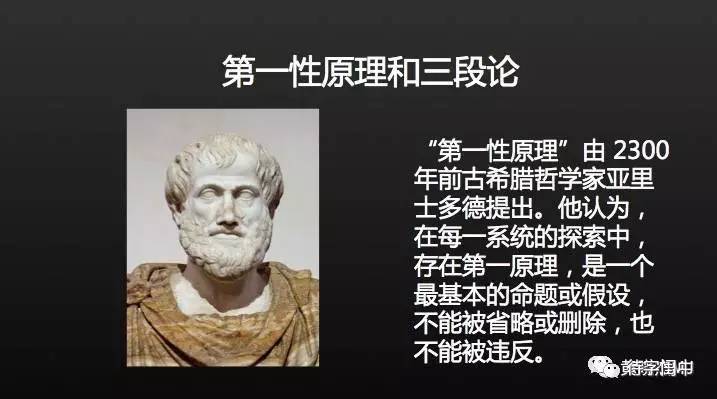 第一性原理和三段论
“第一性原理”由 2300
年前古希腊哲学家亚里
士多德提出。他认为，
在每一系统的探索中，
存在第一原理，是一个
最基本的命题或假设，
不能被省略或删除，也
不能被违反。